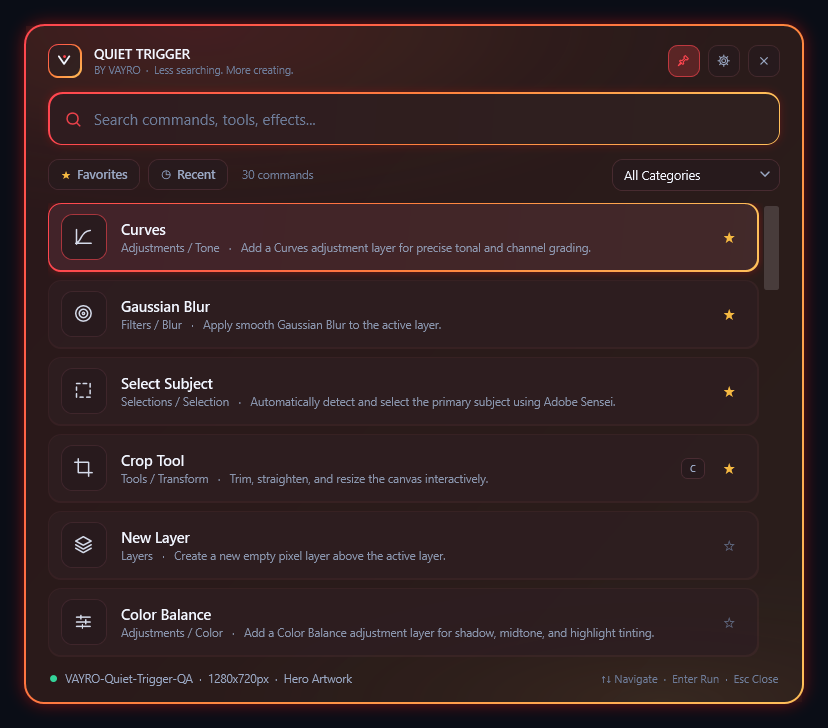 QUIET TRIGGER
BY VAYRO · Less searching. More creating.
Search commands, tools, effects...
★ Favorites Recent 30 commands All Categories
Curves
Adjustments / Tone · Add a Curves adjustment layer for precise tonal and channel grading.
Gaussian Blur
Filters / Blur · Apply smooth Gaussian Blur to the active layer.
Select Subject
Selections / Selection · Automatically detect and select the primary subject using Adobe Sensei.
Crop Tool
Tools / Transform · Trim, straighten, and resize the canvas interactively. C
New Layer
Layers · Create a new empty pixel layer above the active layer.
Color Balance
Adjustments / Color · Add a Color Balance adjustment layer for shadow, midtone, and highlight tinting.
VAYRO-Quiet-Trigger-QA · 1280x720px · Hero Artwork ↑↓ Navigate · Enter Run · Esc Close